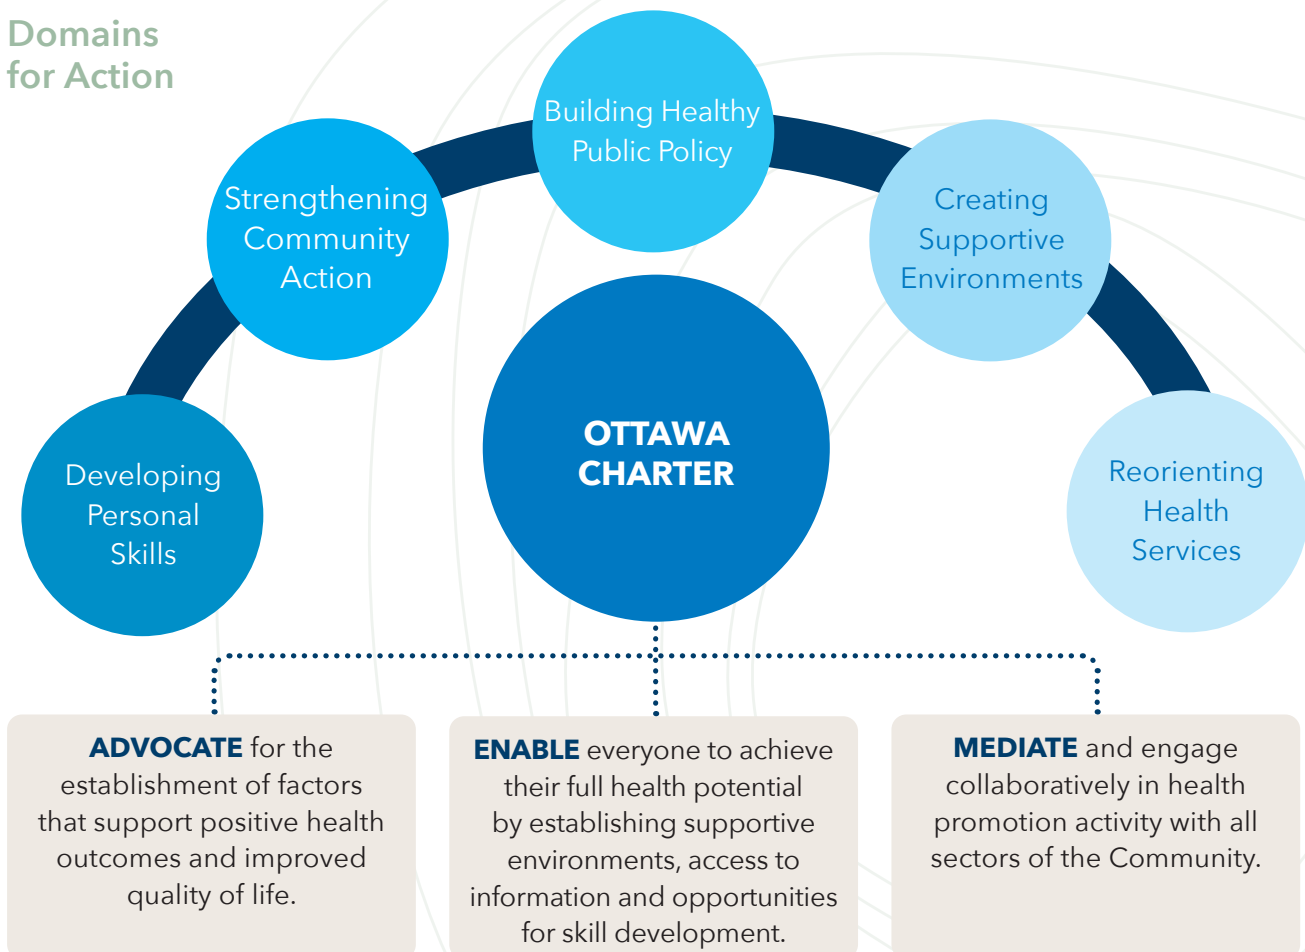 Domains
for Action
Building Healthy
Public Policy
Strengthening
Community
Action
Creating
Supportive
Environments
Developing
Personal
Skills
OTTAWA
CHARTER
Reorienting
Health
Services
ADVOCATE for the
establishment of factors
that support positive health
outcomes and improved
quality of life.
ENABLE everyone to achieve
their full health potential
by establishing supportive
environments, access to
information and opportunities
for skill development.
MEDIATE and engage
collaboratively in health
promotion activity with all
sectors of the Community.